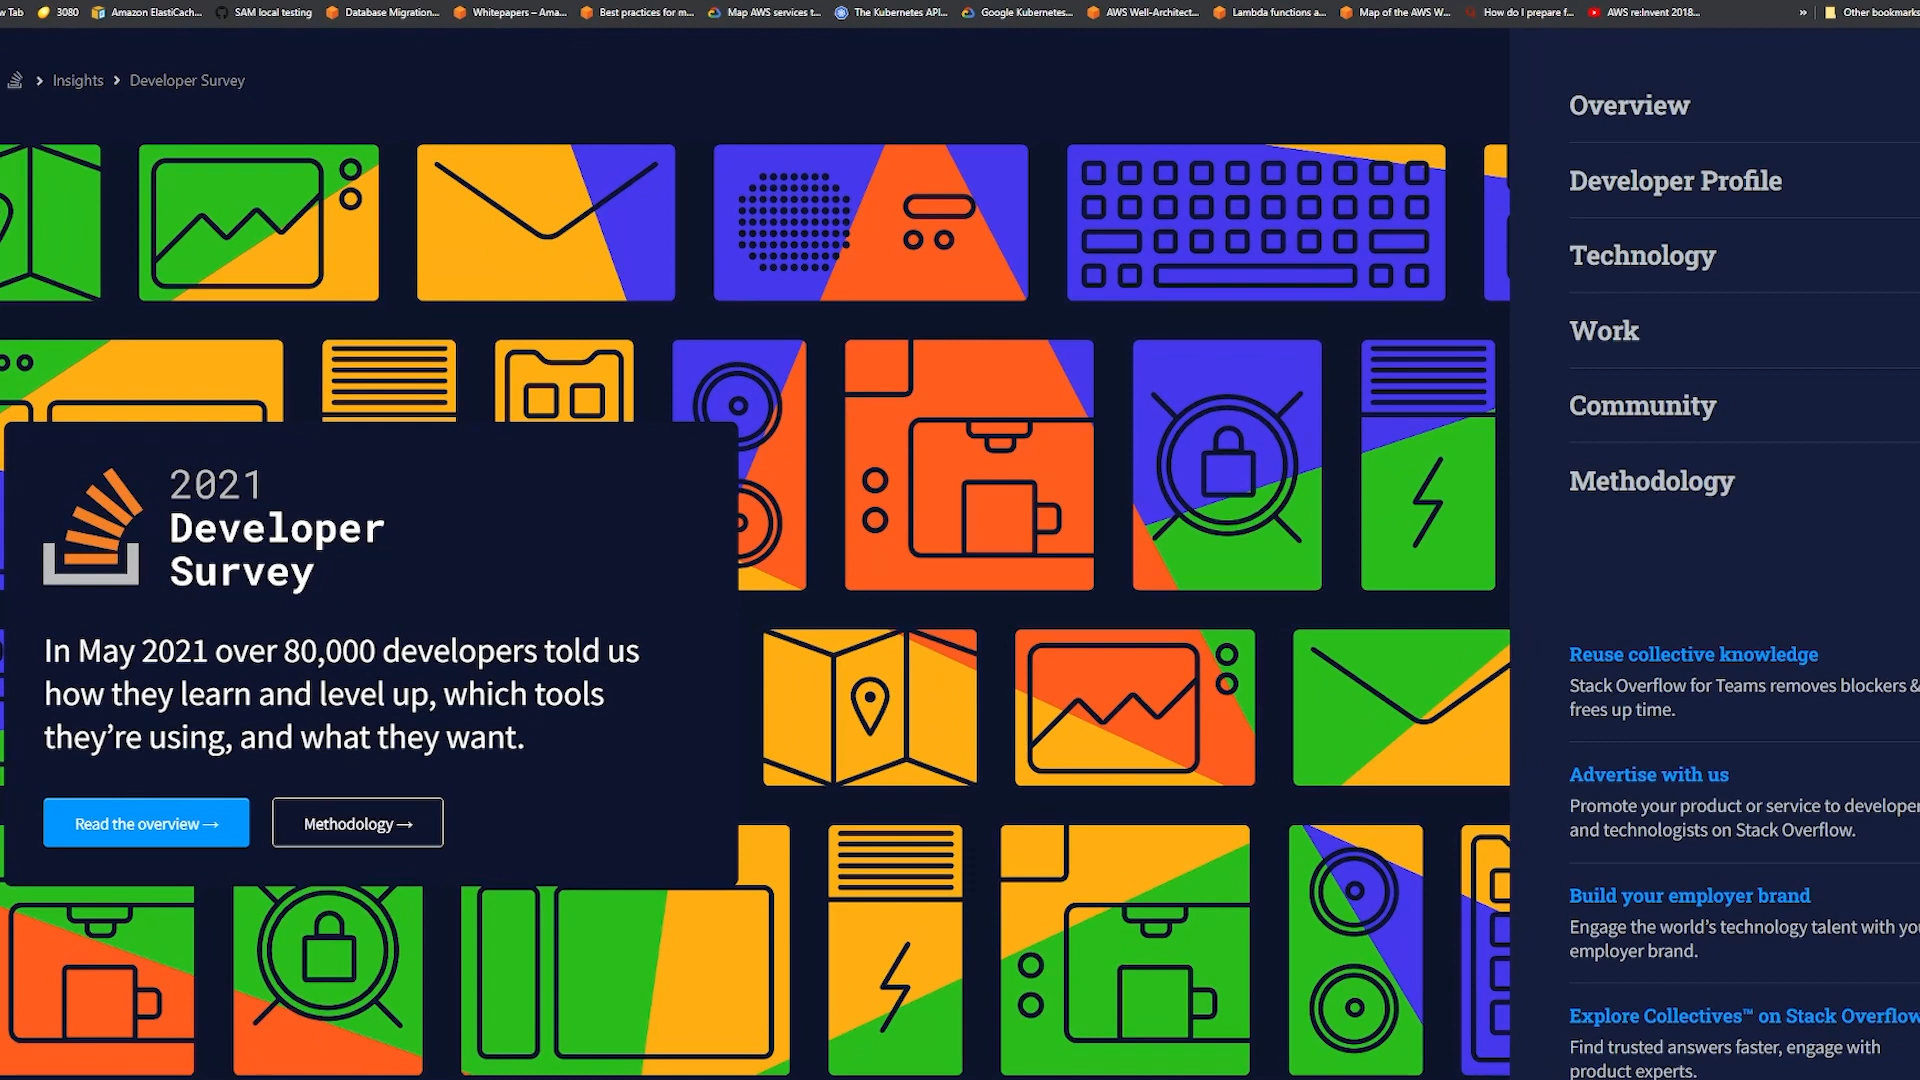 w Tab 3080 Amazon ElastiCach... SAM local testing Database Migration... Whitepapers – Ama... Best practices for m... Map AWS services t... The Kubernetes API... Google Kubernetes... AWS Well-Architect... Lambda functions a... Map of the AWS W... How do I prepare f... AWS re:Invent 2018... » Other bookmarks
Insights Developer Survey
2021
Developer
Survey
In May 2021 over 80,000 developers told us
how they learn and level up, which tools
they’re using, and what they want.
Read the overview →
Methodology →
Overview
Developer Profile
Technology
Work
Community
Methodology
Reuse collective knowledge
Stack Overflow for Teams removes blockers &
frees up time.
Advertise with us
Promote your product or service to developer
and technologists on Stack Overflow.
Build your employer brand
Engage the world’s technology talent with you
employer brand.
Explore Collectives™ on Stack Overflow
Find trusted answers faster, engage with
product experts.